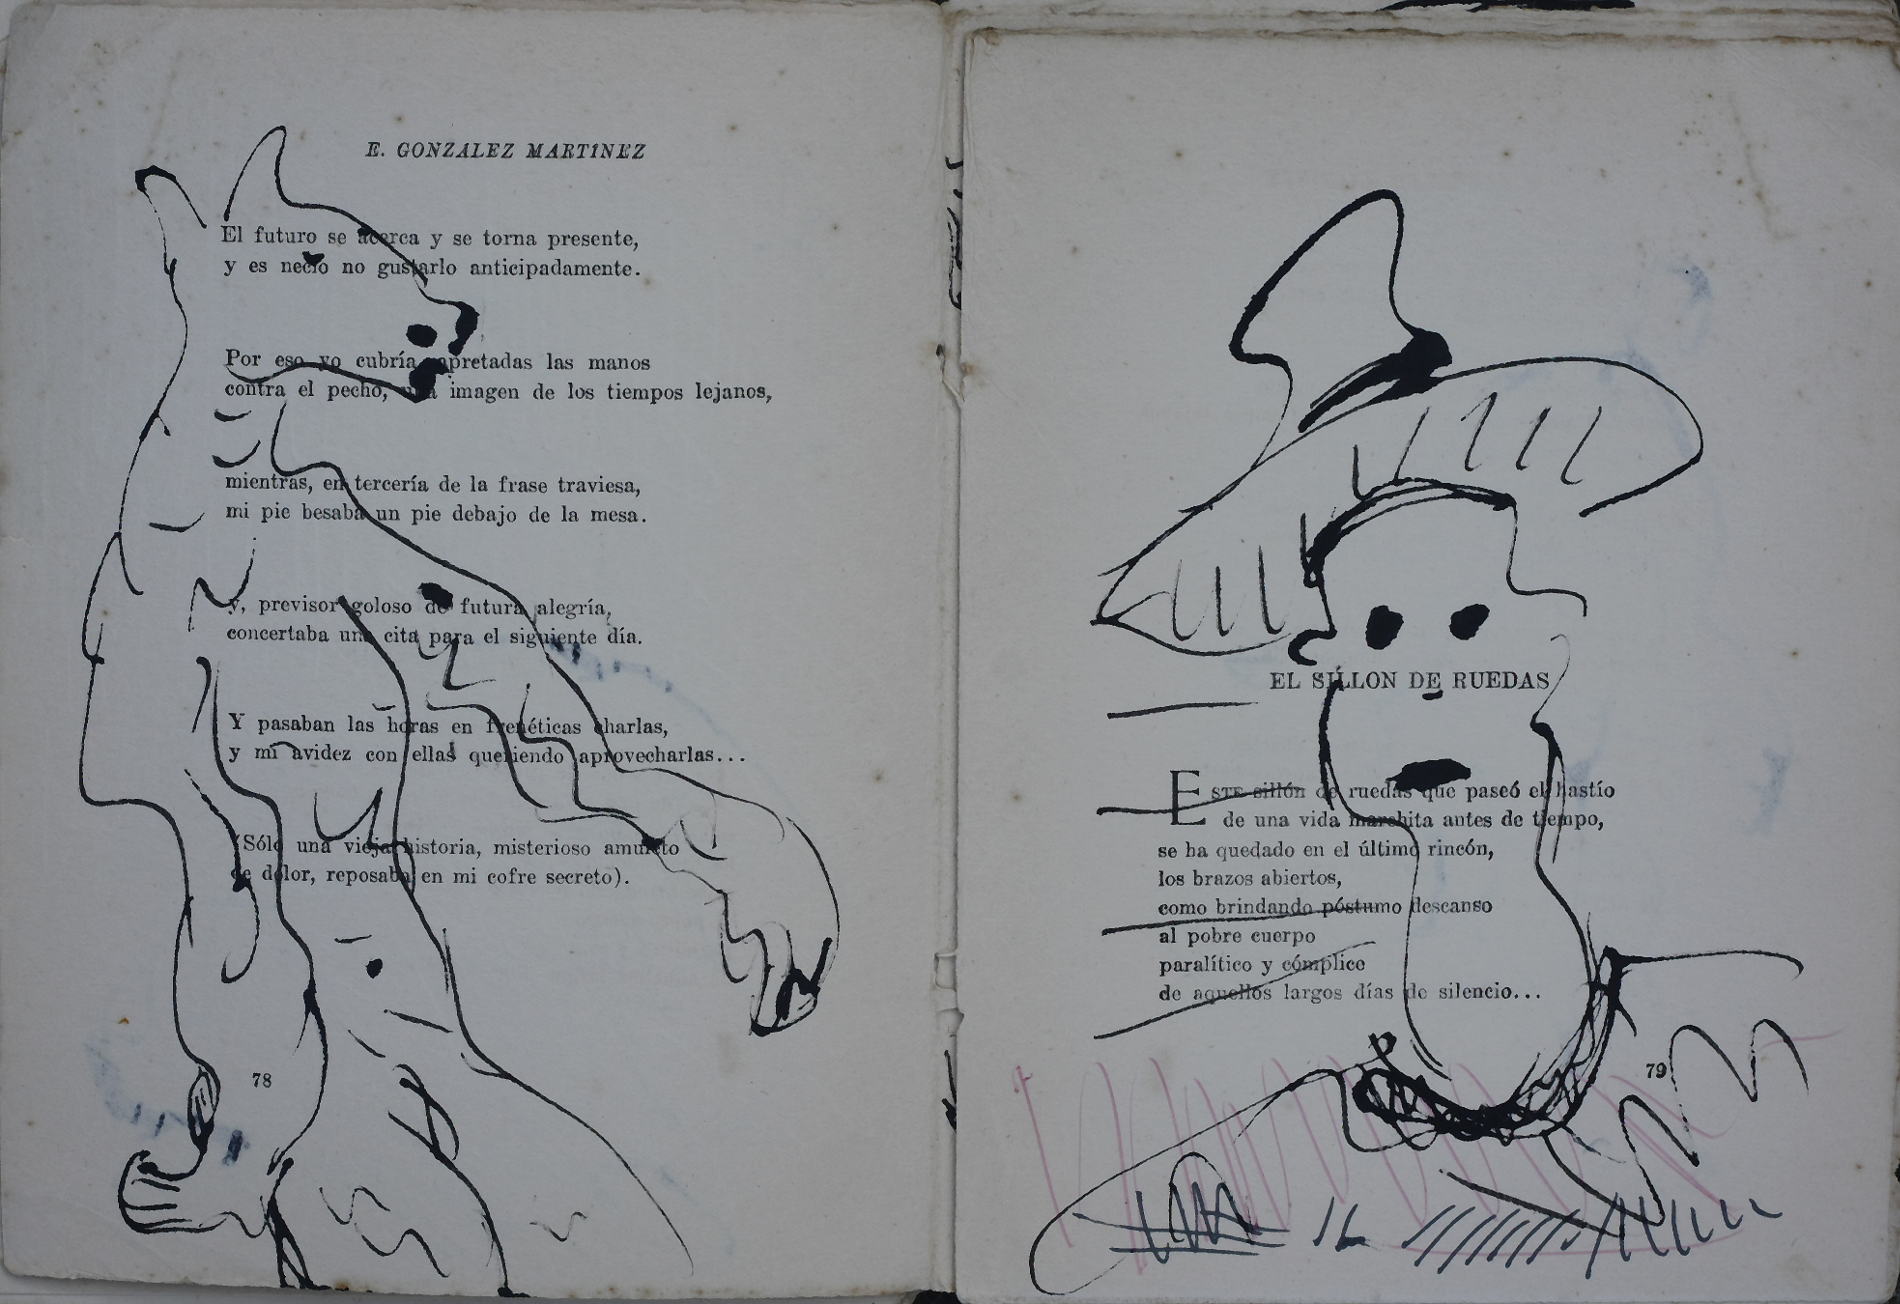 E. GONZALEZ MARTINEZ
El futuro se acerca y se torna presente,
y es necio no gustarlo anticipadamente.
Por eso yo cubría, apretadas las manos
contra el pecho, una imagen de los tiempos lejanos,
mientras, en tercería de la frase traviesa,
mi pie besaba un pie debajo de la mesa.
y, previsor goloso de futura alegría,
concertaba una cita para el siguiente día.
Y pasaban las horas en frenéticas charlas,
y mi avidez con ellas queriendo aprovecharlas...
(Sólo una vieja historia, misterioso amuleto
de dolor, reposaba en mi cofre secreto).
78
EL SILLON DE RUEDAS
ESTE sillón de ruedas que paseó el hastío
de una vida marchita antes de tiempo,
se ha quedado en el último rincón,
los brazos abiertos,
como brindando póstumo descanso
al pobre cuerpo
paralítico y cómplice
de aquellos largos días de silencio...
79